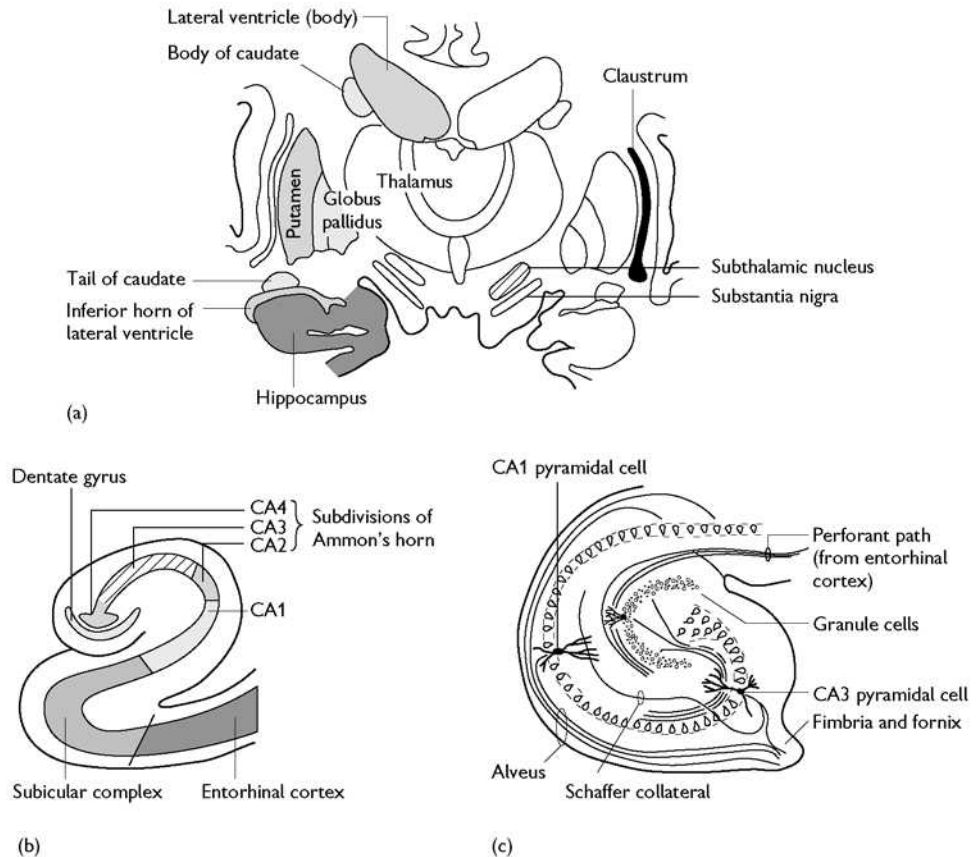 Lateral ventricle (body)
Body of caudate
Claustrum
Putamen
Thalamus
Globus
pallidus
Tail of caudate
Inferior horn of
lateral ventricle
Subthalamic nucleus
Substantia nigra
Hippocampus
(a)
Dentate gyrus
CA4
CA3
CA2
Subdivisions of
Ammon's horn
CA1
Subicular complex
Entorhinal cortex
(b)
CA1 pyramidal cell
Perforant path
(from entorhinal
cortex)
Granule cells
CA3 pyramidal cell
Fimbria and fornix
Alveus
Schaffer collateral
(c)